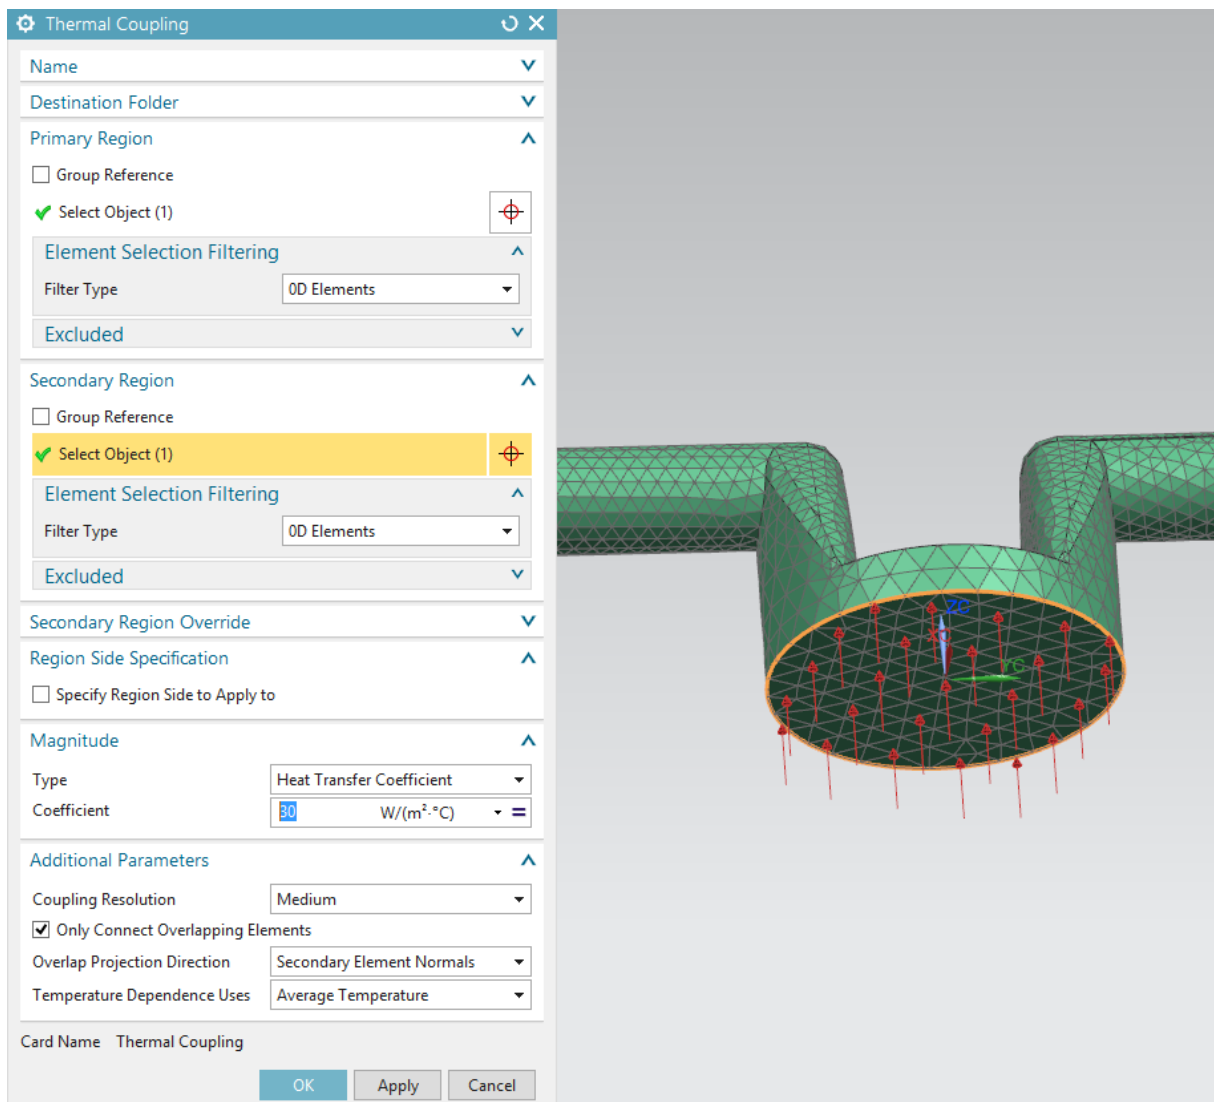 Thermal Coupling
Name
Destination Folder
Primary Region
Group Reference
Select Object (1)
Element Selection Filtering
Filter Type 0D Elements
Excluded
Secondary Region
Group Reference
Select Object (1)
Element Selection Filtering
Filter Type 0D Elements
Excluded
Secondary Region Override
Region Side Specification
Specify Region Side to Apply to
Magnitude
Type Heat Transfer Coefficient
Coefficient 30 W/(m²·°C)
Additional Parameters
Coupling Resolution Medium
Only Connect Overlapping Elements
Overlap Projection Direction Secondary Element Normals
Temperature Dependence Uses Average Temperature
Card Name Thermal Coupling
OK Apply Cancel
ZC
YC